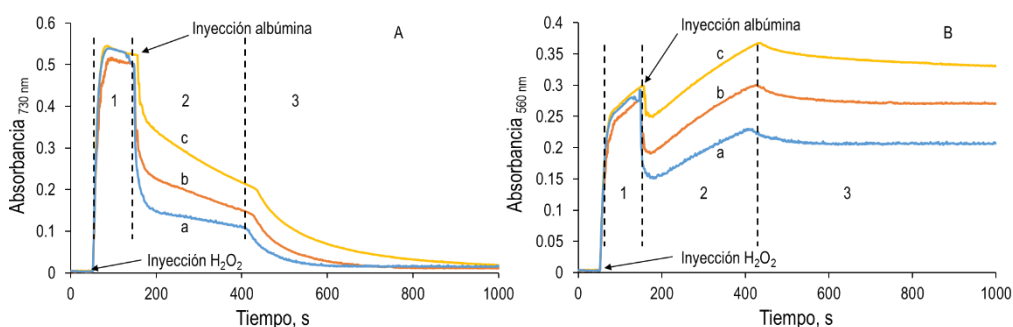 0.6
0.5
0.4
0.3
0.2
0.1
0
Absorbancia 730 nm
Inyección albúmina
A
1
2
3
c
b
a
Inyección H2O2
0
200
400
600
800
1000
Tiempo, s
0.4
0.35
0.3
0.25
0.2
0.15
0.1
0.05
0
Absorbancia 560 nm
Inyección albúmina
B
c
b
a
1
2
3
Inyección H2O2
0
200
400
600
800
1000
Tiempo, s